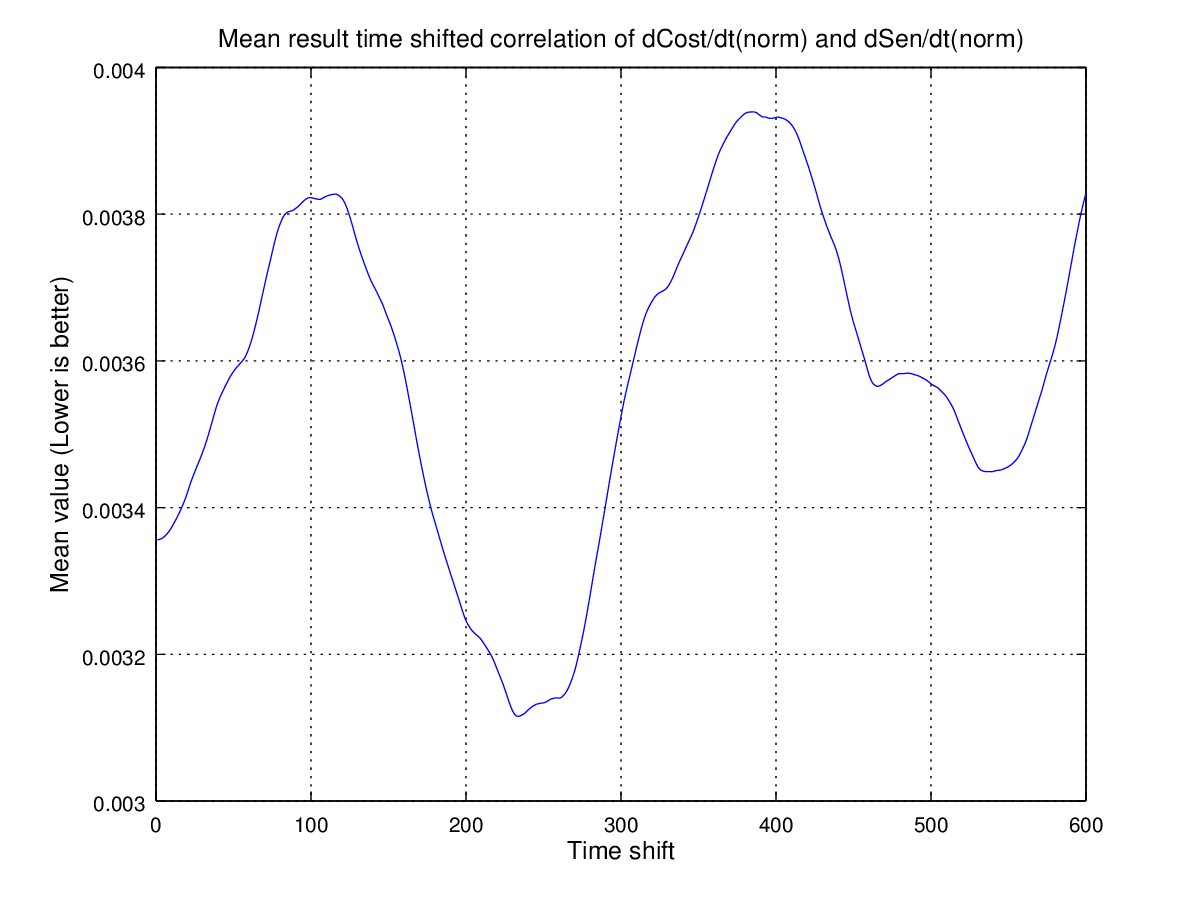 Mean result time shifted correlation of dCost/dt(norm) and dSen/dt(norm)
0.004
0.0038
0.0036
0.0034
0.0032
0.003
Mean value (Lower is better)
0 100 200 300 400 500 600
Time shift